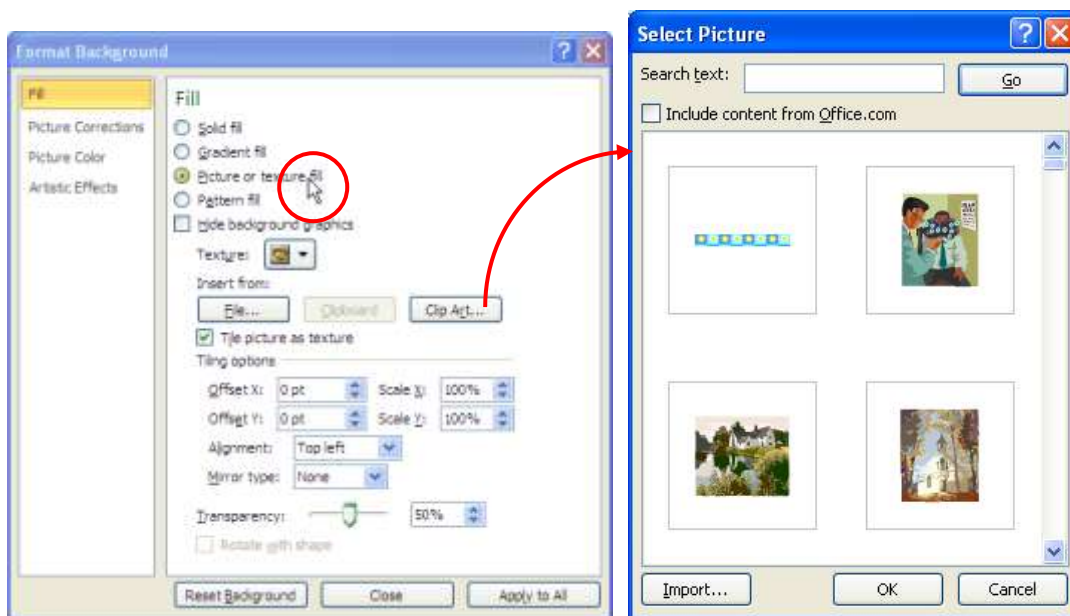 Format Background
Fill
Picture Corrections
Picture Color
Artistic Effects
Fill
Solid fill
Gradient fill
Picture or texture fill
Pattern fill
Hide background graphics
Texture:
Insert from:
File... Clipboard Clip Art...
Tile picture as texture
Tiling options
Offset X: 0 pt Scale X: 100%
Offset Y: 0 pt Scale Y: 100%
Alignment: Top left
Mirror type: None
Transparency: 50%
Rotate with shape
Reset Background Close Apply to All
Select Picture
Search text: Go
Include content from Office.com
Import... OK Cancel